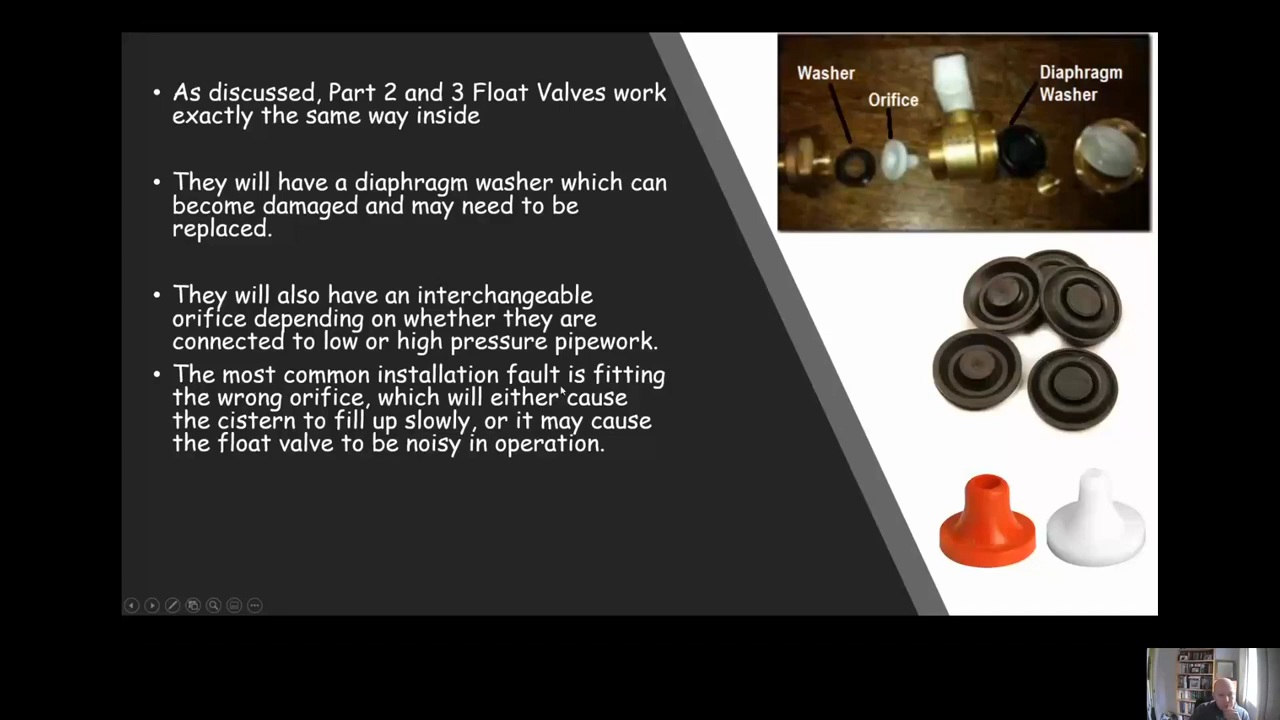 • As discussed, Part 2 and 3 Float Valves work
exactly the same way inside
• They will have a diaphragm washer which can
become damaged and may need to be
replaced.
• They will also have an interchangeable
orifice depending on whether they are
connected to low or high pressure pipework.
• The most common installation fault is fitting
the wrong orifice, which will either cause
the cistern to fill up slowly, or it may cause
the float valve to be noisy in operation.
Washer
Orifice
Diaphragm
Washer